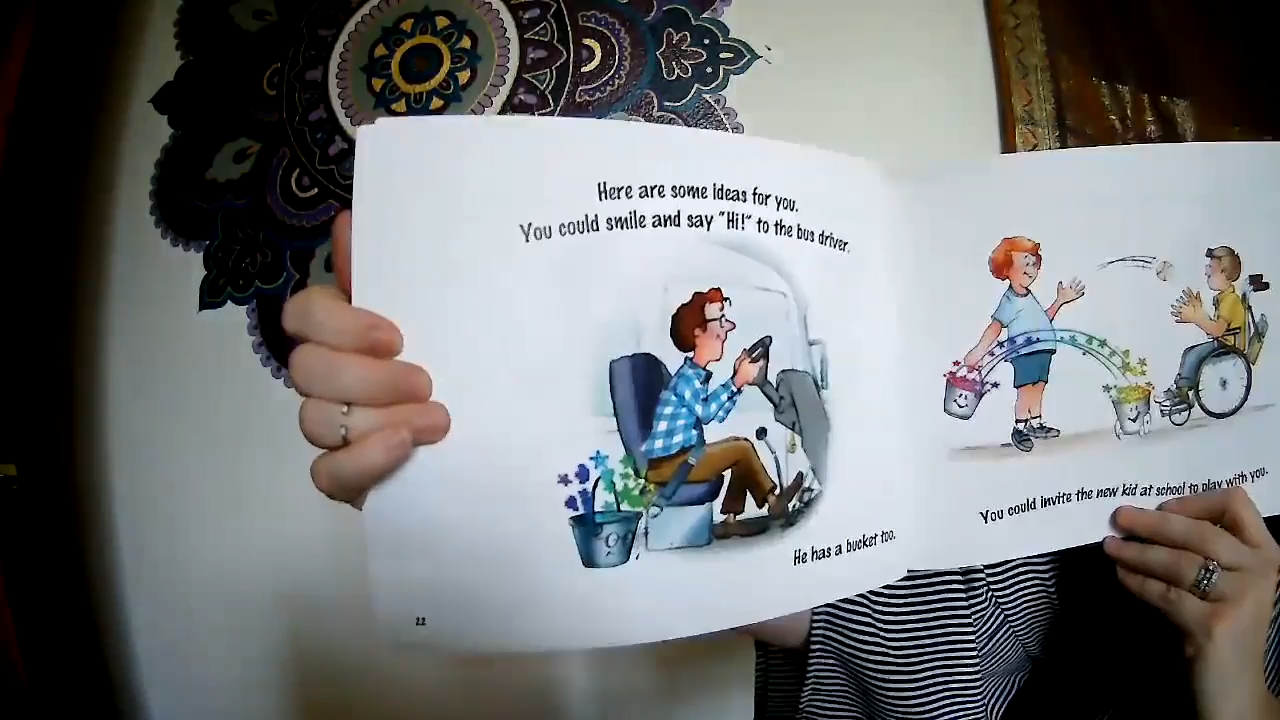 Here are some ideas for you.
You could smile and say "Hi!" to the bus driver.
He has a bucket too.
22
You could invite the new kid at school to play with you.